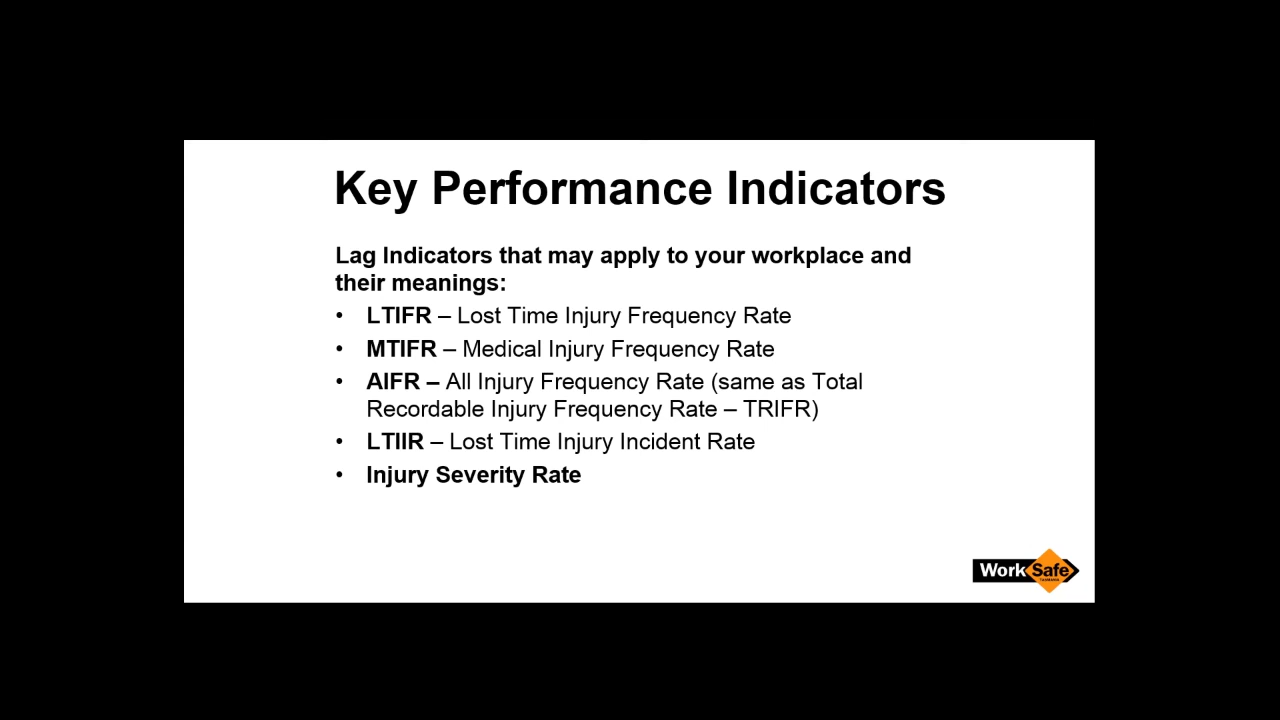 Key Performance Indicators
Lag Indicators that may apply to your workplace and
their meanings:
• LTIFR – Lost Time Injury Frequency Rate
• MTIFR – Medical Injury Frequency Rate
• AIFR – All Injury Frequency Rate (same as Total
Recordable Injury Frequency Rate – TRIFR)
• LTIIR – Lost Time Injury Incident Rate
• Injury Severity Rate
WorkSafe
TASMANIA